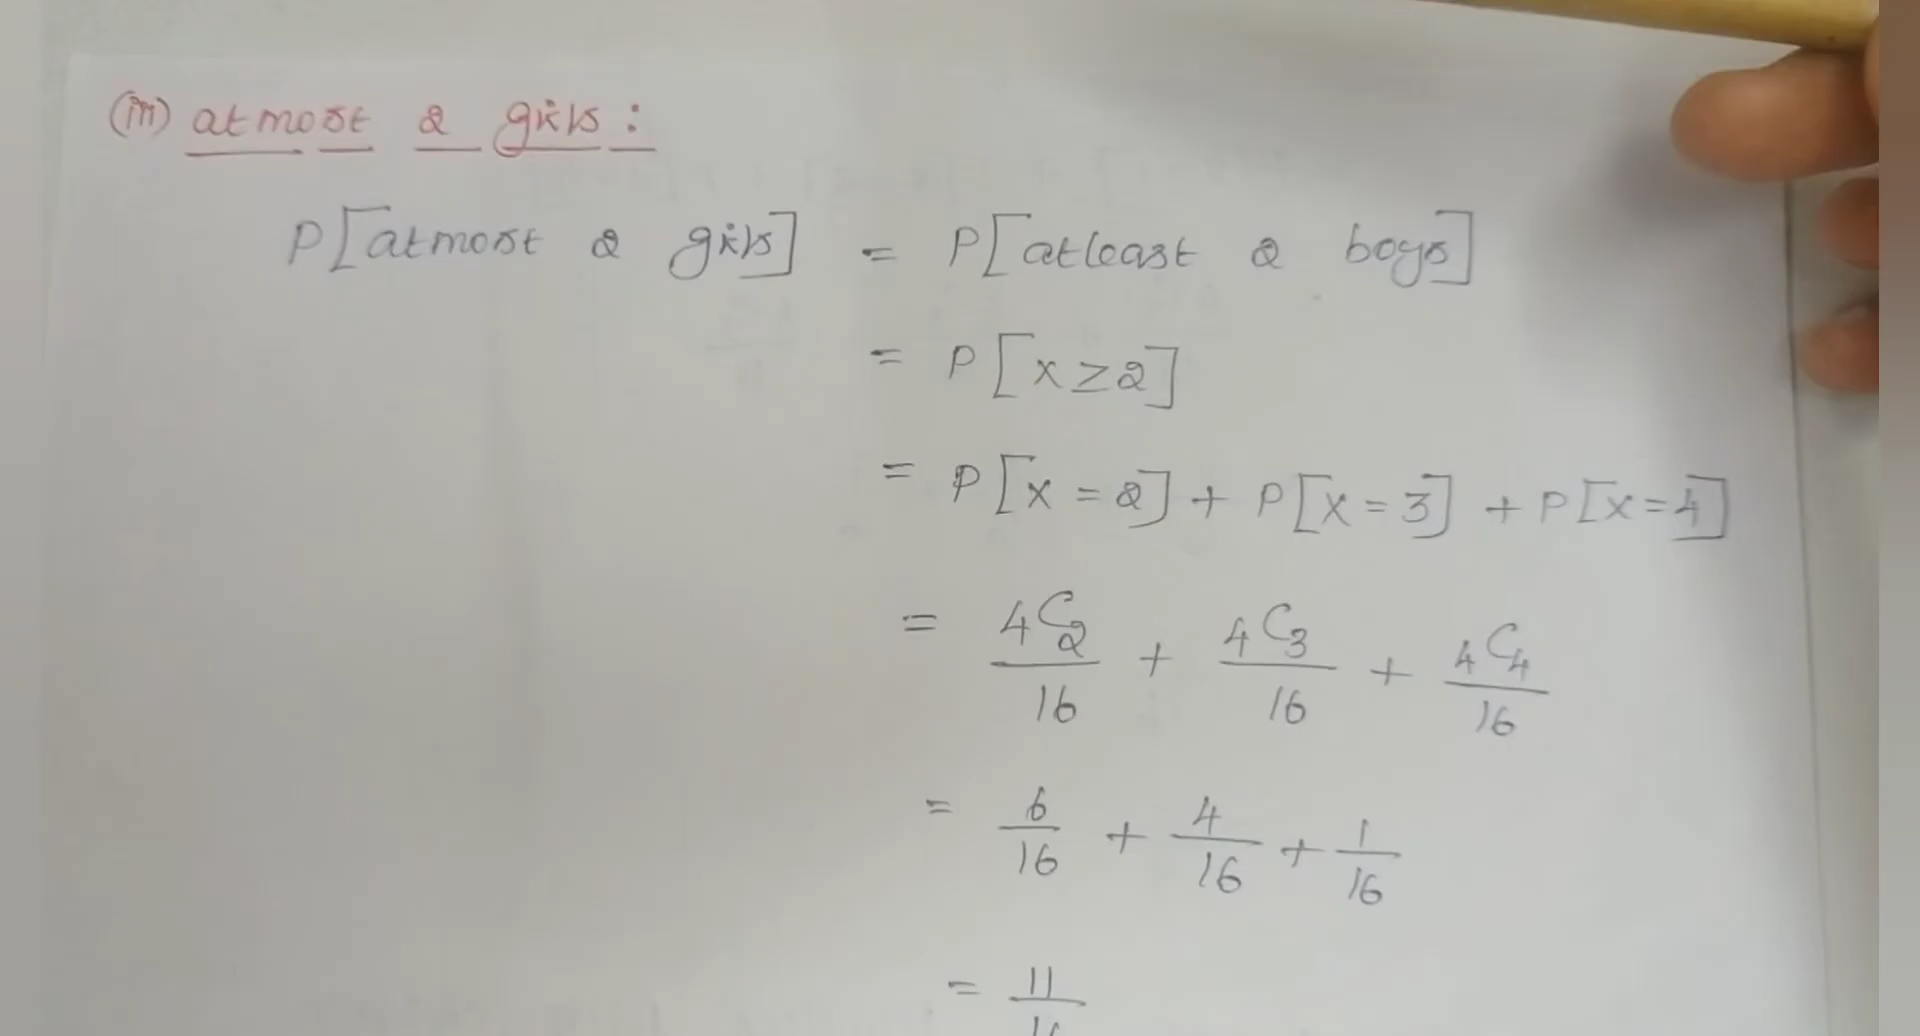 (iii) atmost 2 girls :
P[atmost 2 girls] = P[atleast 2 boys]
= P[x ≥ 2]
= P[x = 2] + P[x = 3] + P[x = 4]
= 4C2/16 + 4C3/16 + 4C4/16
= 6/16 + 4/16 + 1/16
= 11/